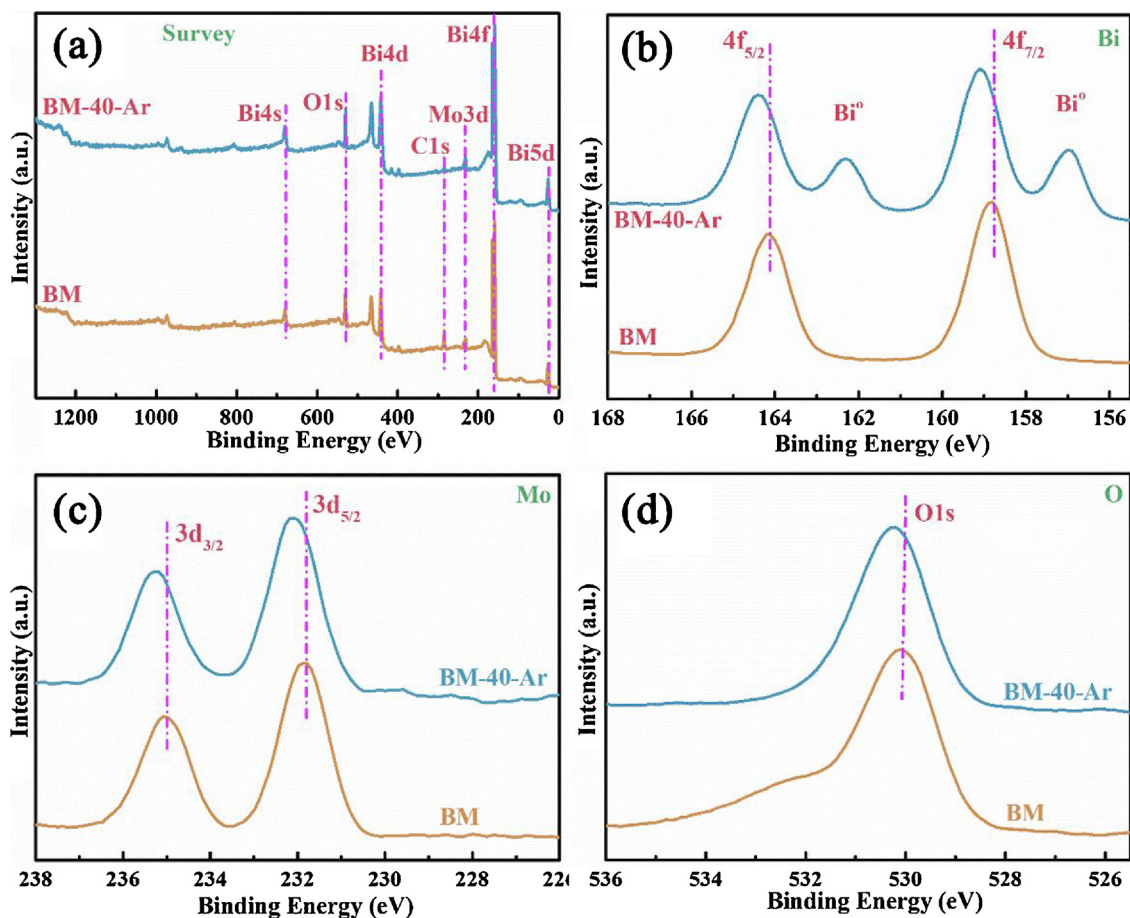 (a)
Survey
Bi4f
Bi4d
BM-40-Ar
O1s
Bi4s
Mo3d
C1s
Bi5d
BM
Intensity (a.u.)
1200 1000 800 600 400 200 0
Binding Energy (eV)
(b)
4f5/2
4f7/2
Bi
Bio
Bio
BM-40-Ar
BM
Intensity (a.u.)
168 166 164 162 160 158 156
Binding Energy (eV)
(c)
Mo
3d5/2
3d3/2
BM-40-Ar
BM
Intensity (a.u.)
238 236 234 232 230 228 226
Binding Energy (eV)
(d)
O
O1s
BM-40-Ar
BM
Intensity (a.u.)
536 534 532 530 528 526
Binding Energy (eV)